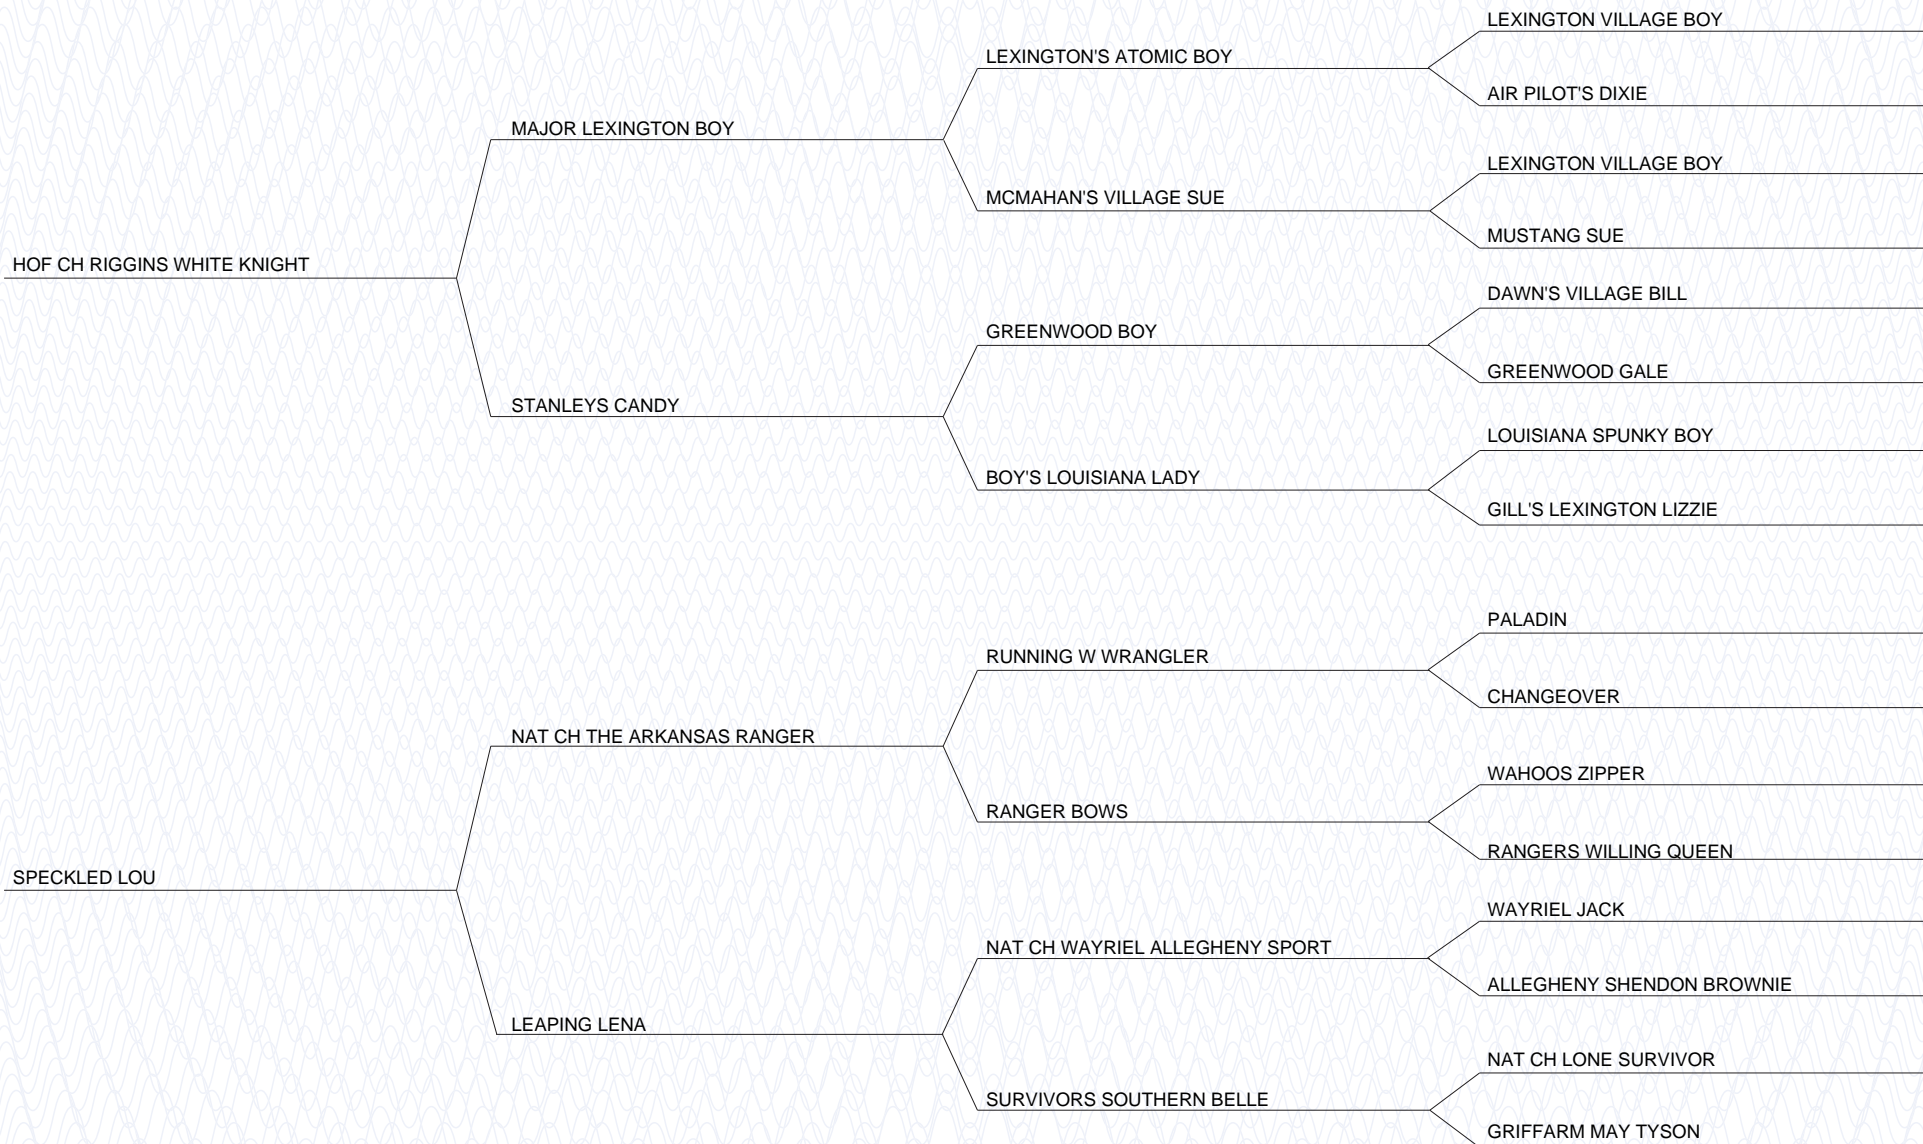 LEXINGTON VILLAGE BOY
LEXINGTON'S ATOMIC BOY
AIR PILOT'S DIXIE
MAJOR LEXINGTON BOY
LEXINGTON VILLAGE BOY
MCMAHAN'S VILLAGE SUE
MUSTANG SUE
HOF CH RIGGINS WHITE KNIGHT
DAWN'S VILLAGE BILL
GREENWOOD BOY
GREENWOOD GALE
STANLEYS CANDY
LOUISIANA SPUNKY BOY
BOY'S LOUISIANA LADY
GILL'S LEXINGTON LIZZIE
PALADIN
RUNNING W WRANGLER
CHANGEOVER
NAT CH THE ARKANSAS RANGER
WAHOOS ZIPPER
RANGER BOWS
RANGERS WILLING QUEEN
SPECKLED LOU
WAYRIEL JACK
NAT CH WAYRIEL ALLEGHENY SPORT
ALLEGHENY SHENDON BROWNIE
LEAPING LENA
NAT CH LONE SURVIVOR
SURVIVORS SOUTHERN BELLE
GRIFFARM MAY TYSON